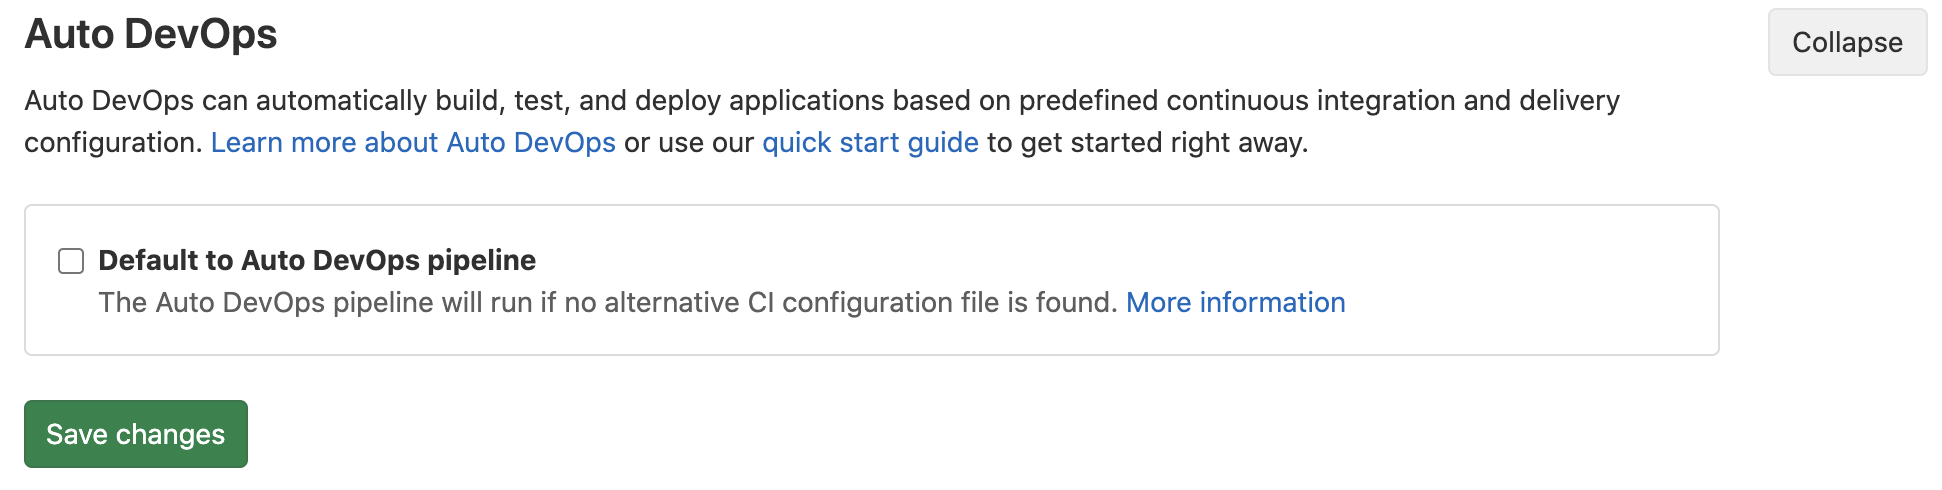 Auto DevOps
Collapse
Auto DevOps can automatically build, test, and deploy applications based on predefined continuous integration and delivery
configuration. Learn more about Auto DevOps or use our quick start guide to get started right away.
Default to Auto DevOps pipeline
The Auto DevOps pipeline will run if no alternative CI configuration file is found. More information
Save changes